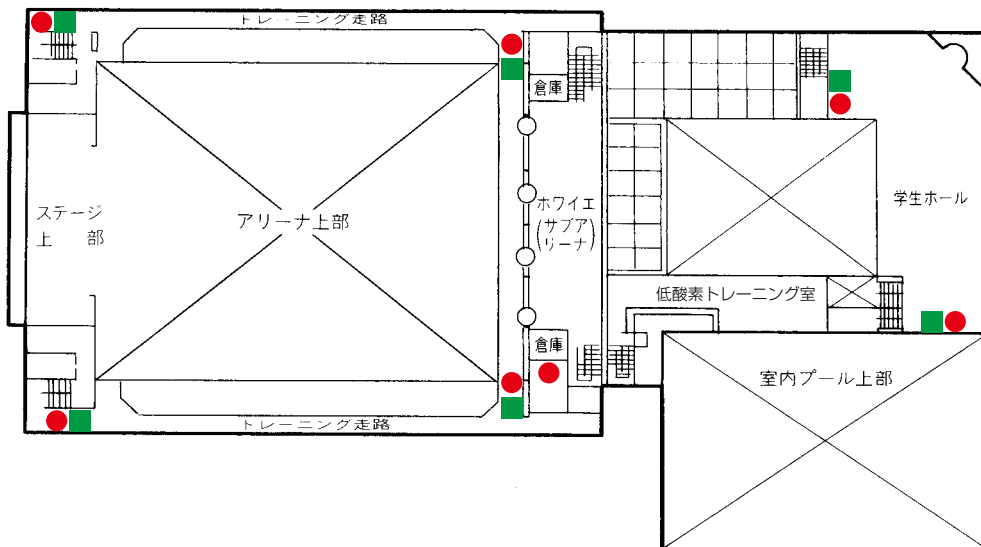 トレーニング走路
倉庫
ステージ
上 部
アリーナ上部
ホワイエ
(サブア
リーナ)
学生ホール
低酸素トレーニング室
倉庫
室内プール上部
トレーニング走路